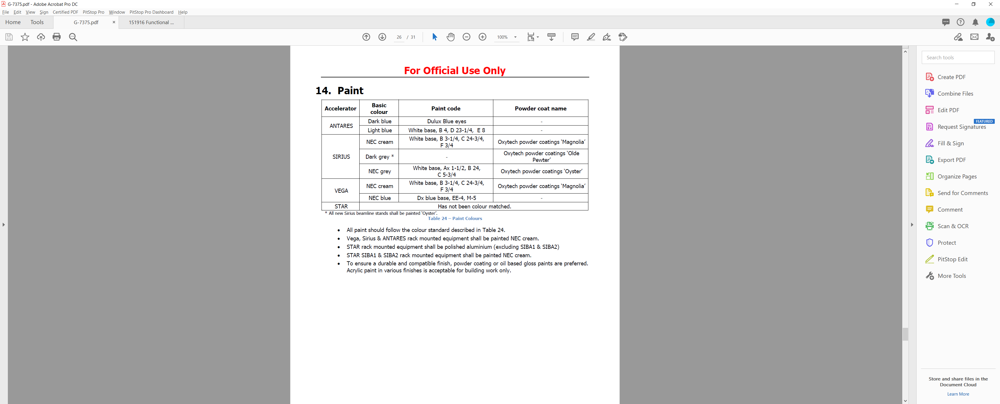 G-7375.pdf - Adobe Acrobat Pro DC
File Edit View Sign Certified PDF PitStop Pro Window PitStop Pro Dashboard Help
Home Tools G-7375.pdf × 151916 Functional ...
26 / 31 100%
Search tools
Create PDF
Combine Files
Edit PDF
FEATURED
Request Signatures
Fill & Sign
Export PDF
Organize Pages
Send for Comments
Comment
Scan & OCR
Protect
PitStop Edit
More Tools
Store and share files in the
Document Cloud
Learn More
For Official Use Only
14. Paint
Accelerator Basic colour Paint code Powder coat name
ANTARES Dark blue Dulux Blue eyes -
Light blue White base, B 4, D 23-1/4, E 8 -
SIRIUS NEC cream White base, B 3-1/4, C 24-3/4, F 3/4 Oxytech powder coatings ‘Magnolia’
Dark grey * - Oxytech powder coatings ‘Olde Pewter’
NEC grey White base, Ax 1-1/2, B 24, C 5-3/4 Oxytech powder coatings ‘Oyster’
VEGA NEC cream White base, B 3-1/4, C 24-3/4, F 3/4 Oxytech powder coatings ‘Magnolia’
NEC blue Dx blue base, EE-4, M-5 -
STAR Has not been colour matched.
* All new Sirius beamline stands shall be painted ‘Oyster’.
Table 24 – Paint Colours
• All paint should follow the colour standard described in Table 24.
• Vega, Sirius & ANTARES rack mounted equipment shall be painted NEC cream.
• STAR rack mounted equipment shall be polished aluminium (excluding SIBA1 & SIBA2)
• STAR SIBA1 & SIBA2 rack mounted equipment shall be painted NEC cream.
• To ensure a durable and compatible finish, powder coating or oil based gloss paints are preferred.
Acrylic paint in various finishes is acceptable for building work only.